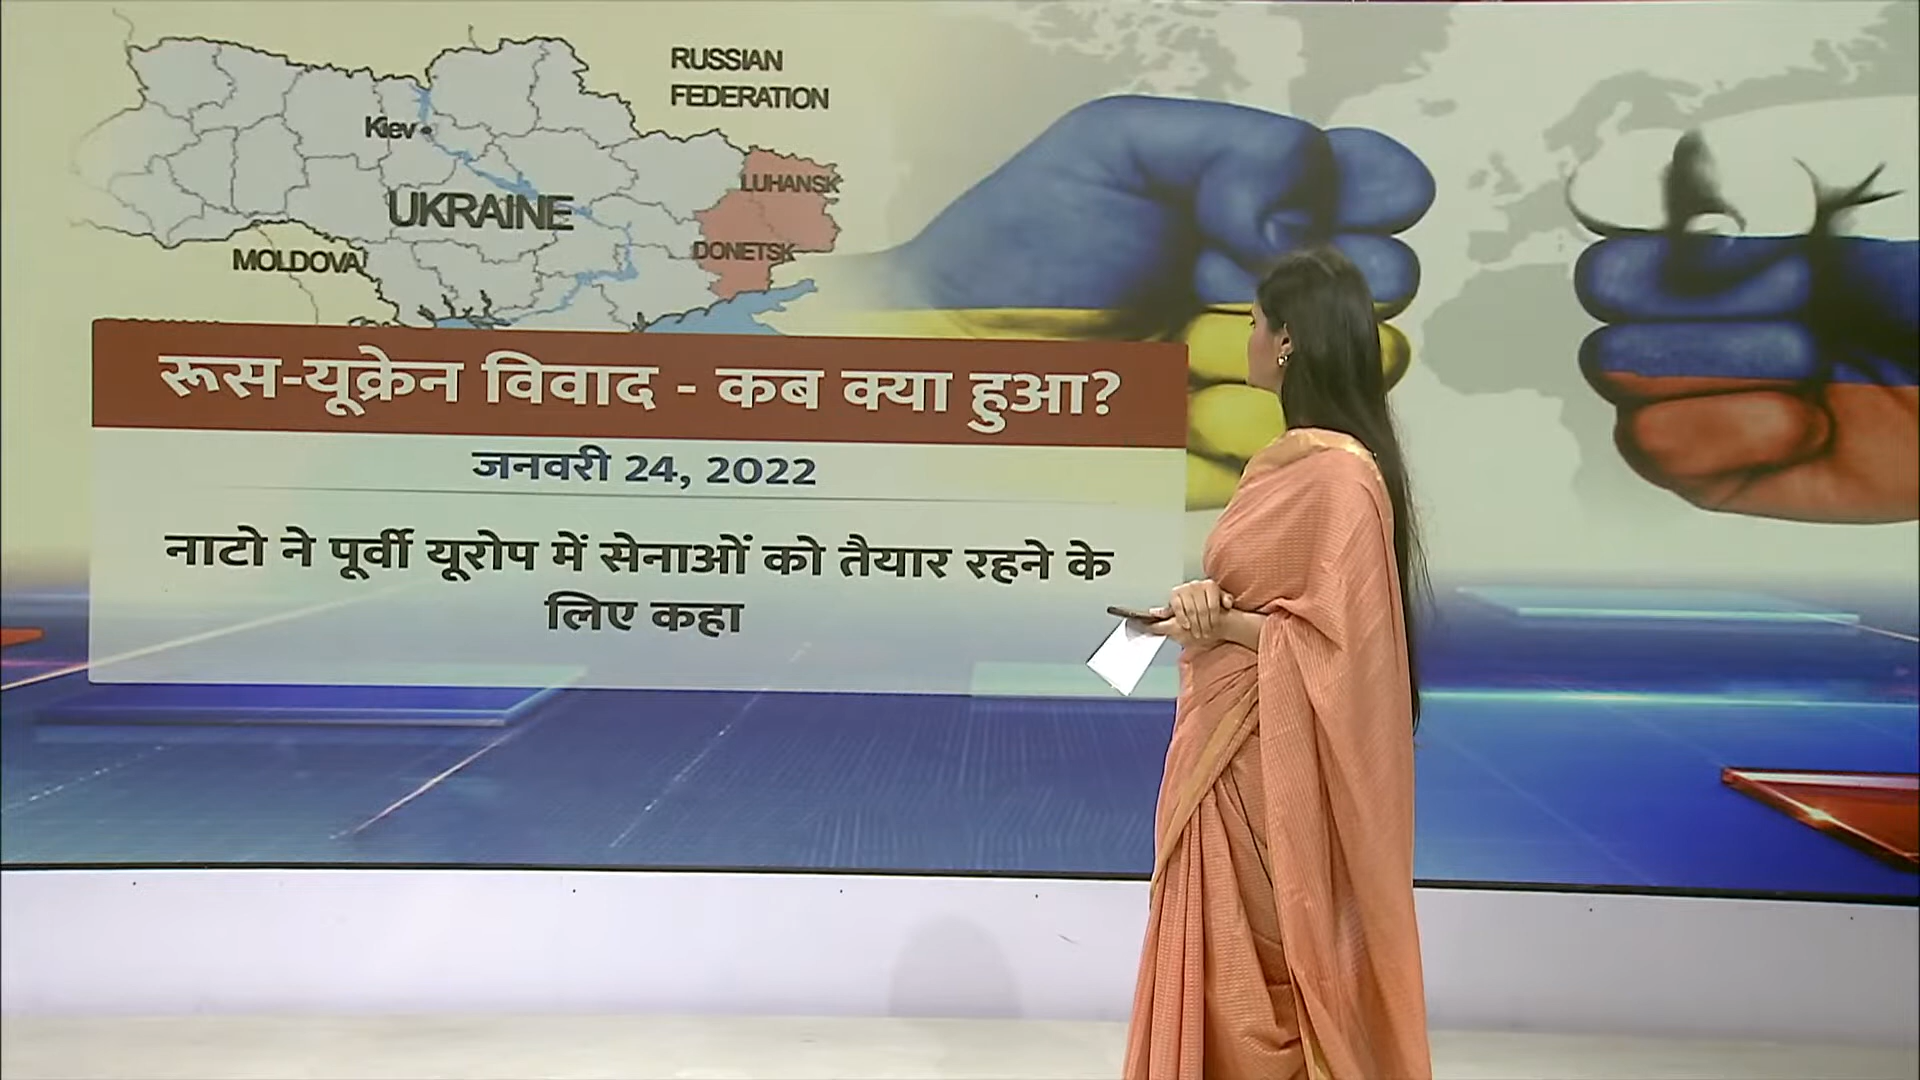 RUSSIAN
FEDERATION
Kiev
LUHANSK
UKRAINE
DONETSK
MOLDOVA
रूस-यूक्रेन विवाद - कब क्या हुआ?
जनवरी 24, 2022
नाटो ने पूर्वी यूरोप में सेनाओं को तैयार रहने के
लिए कहा